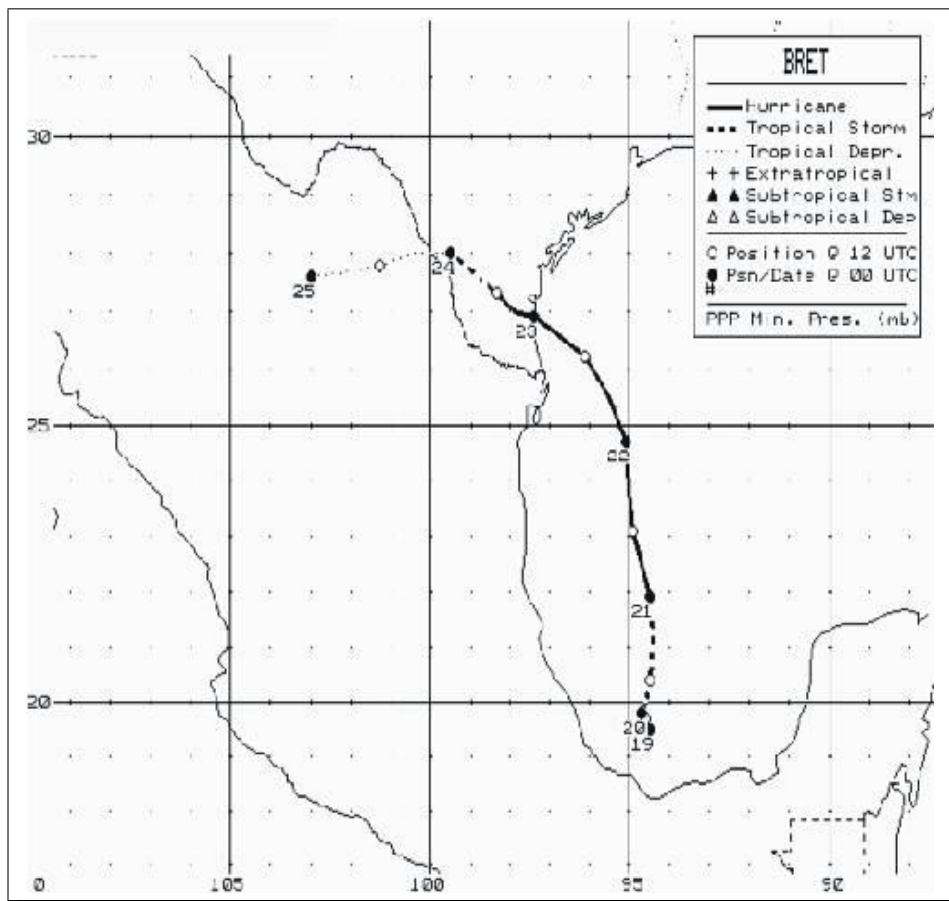 BRET
Hurricane
Tropical Storm
Tropical Depr.
+ + Extratropical
Subtropical Stm
Subtropical Dep
Position @ 12 UTC
Psn/Date @ 00 UTC
#
PPP Min. Pres. (mb)
30
25
24
25
23
22
21
20
20
19
0
105
100
95
90